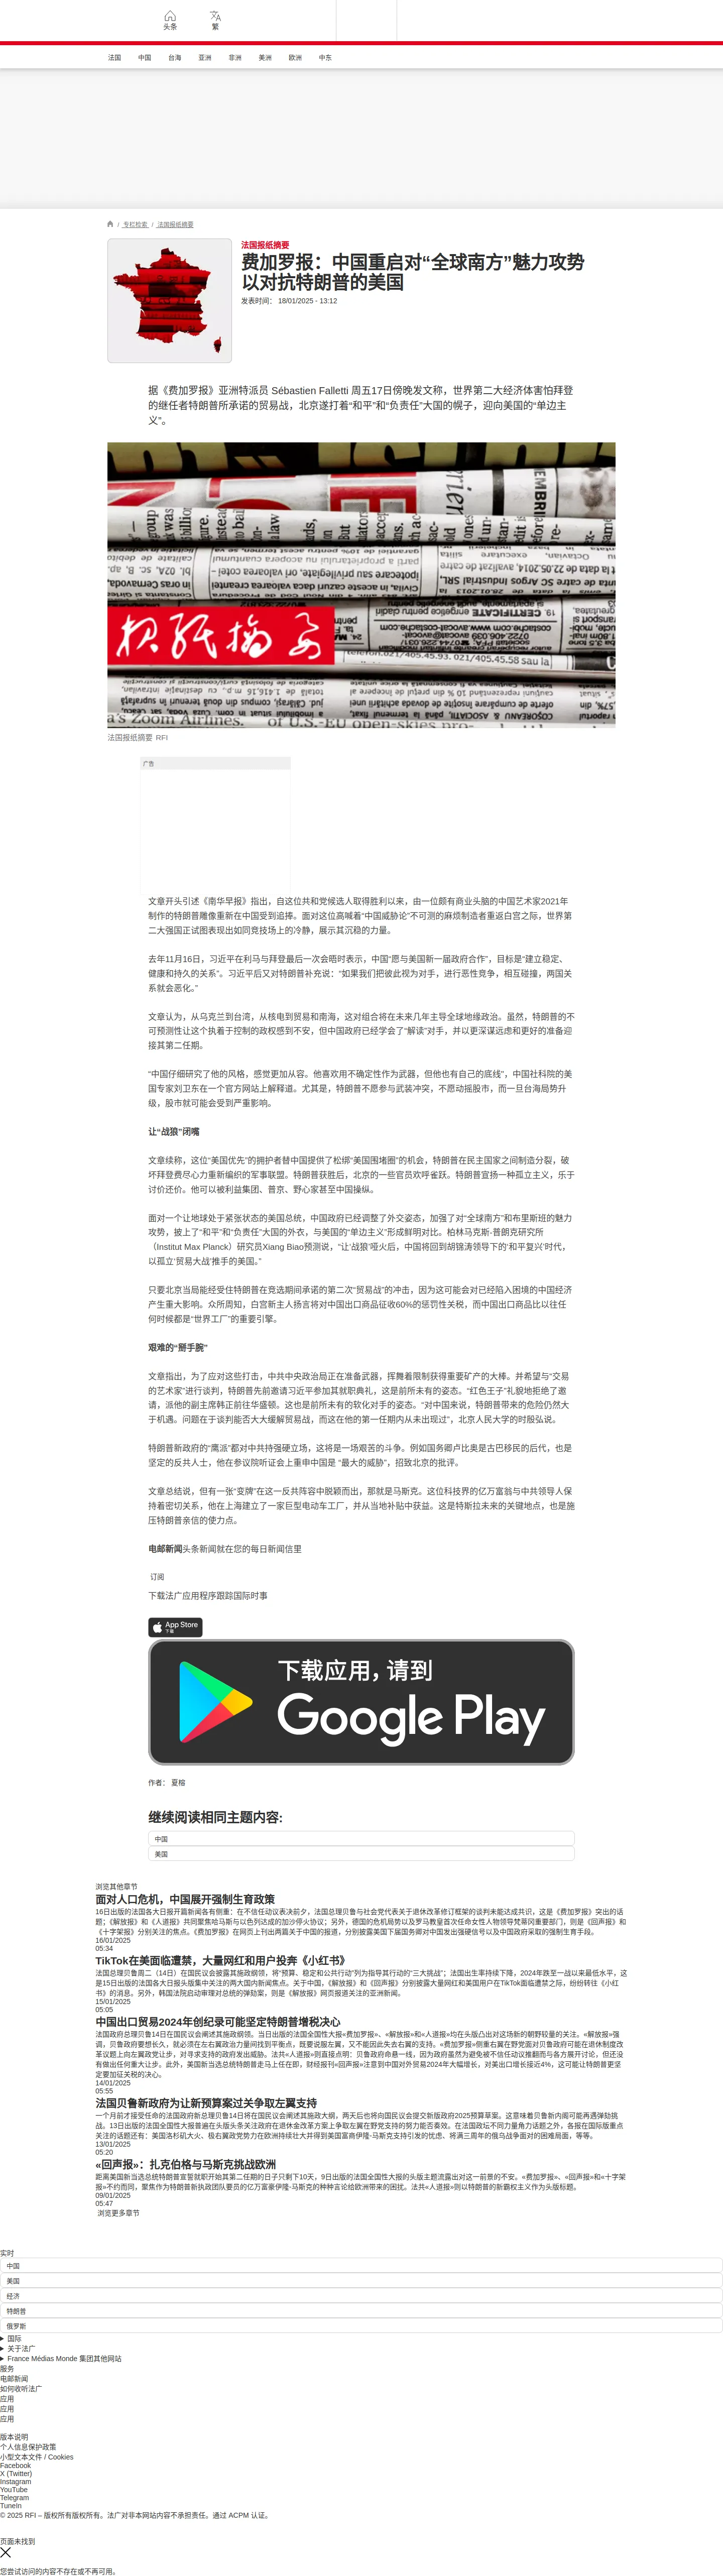 头条
繁
法国 中国 台海 亚洲 非洲 美洲 欧洲 中东
/ 专栏检索 / 法国报纸摘要
法国报纸摘要
费加罗报：中国重启对“全球南方”魅力攻势
以对抗特朗普的美国
发表时间： 18/01/2025 - 13:12
据《费加罗报》亚洲特派员 Sébastien Falletti 周五17日傍晚发文称，世界第二大经济体害怕拜登
的继任者特朗普所承诺的贸易战，北京遂打着“和平”和“负责任”大国的幌子，迎向美国的“单边主
义”。
报纸摘要
a's Zoom Airlines.
of U.S.-EU open-skies pro-
法国报纸摘要 RFI
广告
文章开头引述《南华早报》指出，自这位共和党候选人取得胜利以来，由一位颇有商业头脑的中国艺术家2021年
制作的特朗普雕像重新在中国受到追捧。面对这位高喊着“中国威胁论”不可测的麻烦制造者重返白宫之际，世界第
二大强国正试图表现出如同竞技场上的冷静，展示其沉稳的力量。
去年11月16日，习近平在利马与拜登最后一次会晤时表示，中国“愿与美国新一届政府合作”，目标是“建立稳定、
健康和持久的关系”。习近平后又对特朗普补充说：“如果我们把彼此视为对手，进行恶性竞争，相互碰撞，两国关
系就会恶化。”
文章认为，从乌克兰到台湾，从核电到贸易和南海，这对组合将在未来几年主导全球地缘政治。虽然，特朗普的不
可预测性让这个执着于控制的政权感到不安，但中国政府已经学会了“解读”对手，并以更深谋远虑和更好的准备迎
接其第二任期。
“中国仔细研究了他的风格，感觉更加从容。他喜欢用不确定性作为武器，但他也有自己的底线”，中国社科院的美
国专家刘卫东在一个官方网站上解释道。尤其是，特朗普不愿参与武装冲突，不愿动摇股市，而一旦台海局势升
级，股市就可能会受到严重影响。
让“战狼”闭嘴
文章续称，这位“美国优先”的拥护者替中国提供了松绑“美国围堵圈”的机会，特朗普在民主国家之间制造分裂，破
坏拜登费尽心力重新编织的军事联盟。特朗普获胜后，北京的一些官员欢呼雀跃。特朗普宣扬一种孤立主义，乐于
讨价还价。他可以被利益集团、普京、野心家甚至中国操纵。
面对一个让地球处于紧张状态的美国总统，中国政府已经调整了外交姿态，加强了对“全球南方”和布里斯班的魅力
攻势，披上了“和平”和“负责任”大国的外衣，与美国的“单边主义”形成鲜明对比。柏林马克斯-普朗克研究所
（Institut Max Planck）研究员Xiang Biao预测说，“让‘战狼’哑火后，中国将回到胡锦涛领导下的‘和平复兴’时代，
以孤立‘贸易大战’推手的美国。”
只要北京当局能经受住特朗普在竞选期间承诺的第二次“贸易战”的冲击，因为这可能会对已经陷入困境的中国经济
产生重大影响。众所周知，白宫新主人扬言将对中国出口商品征收60%的惩罚性关税，而中国出口商品比以往任
何时候都是“世界工厂”的重要引擎。
艰难的“掰手腕”
文章指出，为了应对这些打击，中共中央政治局正在准备武器，挥舞着限制获得重要矿产的大棒。并希望与“交易
的艺术家”进行谈判，特朗普先前邀请习近平参加其就职典礼，这是前所未有的姿态。“红色王子”礼貌地拒绝了邀
请，派他的副主席韩正前往华盛顿。这也是前所未有的软化对手的姿态。“对中国来说，特朗普带来的危险仍然大
于机遇。问题在于谈判能否大大缓解贸易战，而这在他的第一任期内从未出现过”，北京人民大学的时殷弘说。
特朗普新政府的“鹰派”都对中共持强硬立场，这将是一场艰苦的斗争。例如国务卿卢比奥是古巴移民的后代，也是
坚定的反共人士，他在参议院听证会上重申中国是 “最大的威胁”，招致北京的批评。
文章总结说，但有一张“变牌”在这一反共阵容中脱颖而出，那就是马斯克。这位科技界的亿万富翁与中共领导人保
持着密切关系，他在上海建立了一家巨型电动车工厂，并从当地补贴中获益。这是特斯拉未来的关键地点，也是施
压特朗普亲信的使力点。
电邮新闻头条新闻就在您的每日新闻信里
订阅
下载法广应用程序跟踪国际时事
App Store
下载
下载应用，请到
Google Play
作者： 夏榕
继续阅读相同主题内容:
中国
美国
浏览其他章节
面对人口危机，中国展开强制生育政策
16日出版的法国各大日报开篇新闻各有侧重：在不信任动议表决前夕，法国总理贝鲁与社会党代表关于退休改革修订框架的谈判未能达成共识，这是《费加罗报》突出的话
题；《解放报》和《人道报》共同聚焦哈马斯与以色列达成的加沙停火协议；另外，德国的危机局势以及罗马教皇首次任命女性人物领导梵蒂冈重要部门，则是《回声报》和
《十字架报》分别关注的焦点。《费加罗报》在网页上刊出两篇关于中国的报道，分别披露美国下届国务卿对中国发出强硬信号以及中国政府采取的强制生育手段。
16/01/2025
05:34
TikTok在美面临遭禁，大量网红和用户投奔《小红书》
法国总理贝鲁周二（14日）在国民议会披露其施政纲领，将“预算、稳定和公共行动”列为指导其行动的“三大挑战”；法国出生率持续下降，2024年跌至一战以来最低水平，这
是15日出版的法国各大日报头版集中关注的两大国内新闻焦点。关于中国，《解放报》和《回声报》分别披露大量网红和美国用户在TikTok面临遭禁之际，纷纷转往《小红
书》的消息。另外，韩国法院启动审理对总统的弹劾案，则是《解放报》网页报道关注的亚洲新闻。
15/01/2025
05:05
中国出口贸易2024年创纪录可能坚定特朗普增税决心
法国政府总理贝鲁14日在国民议会阐述其施政纲领。当日出版的法国全国性大报«费加罗报»、«解放报»和«人道报»均在头版凸出对这场新的朝野较量的关注。«解放报»强
调，贝鲁政府要想长久，就必须在左右翼政治力量间找到平衡点，既要说服左翼，又不能因此失去右翼的支持。«费加罗报»侧重右翼在野党面对贝鲁政府可能在退休制度改
革议题上向左翼政党让步，对寻求支持的政府发出威胁。法共«人道报»则直接点明：贝鲁政府命悬一线，因为政府虽然为避免被不信任动议推翻而与各方展开讨论，但还没
有做出任何重大让步。此外，美国新当选总统特朗普走马上任在即，财经报刊«回声报»注意到中国对外贸易2024年大幅增长，对美出口增长接近4%，这可能让特朗普更坚
定要加征关税的决心。
14/01/2025
05:55
法国贝鲁新政府为让新预算案过关争取左翼支持
一个月前才接受任命的法国政府新总理贝鲁14日将在国民议会阐述其施政大纲，两天后也将向国民议会提交新版政府2025预算草案。这意味着贝鲁新内阁可能再遇弹劾挑
战。13日出版的法国全国性大报普遍在头版头条关注政府在退休金改革方案上争取左翼在野党支持的努力能否奏效。在法国政坛不同力量角力话题之外，各报在国际版重点
关注的话题还有：美国洛杉矶大火、极右翼政党势力在欧洲持续壮大并得到美国富商伊隆-马斯克支持引发的忧虑、将满三周年的俄乌战争面对的困难局面，等等。
13/01/2025
05:20
«回声报»：扎克伯格与马斯克挑战欧洲
距离美国新当选总统特朗普宣誓就职开始其第二任期的日子只剩下10天，9日出版的法国全国性大报的头版主题流露出对这一前景的不安。«费加罗报»、«回声报»和«十字架
报»不约而同，聚焦作为特朗普新执政团队要员的亿万富豪伊隆-马斯克的种种言论给欧洲带来的困扰。法共«人道报»则以特朗普的新霸权主义作为头版标题。
09/01/2025
05:47
浏览更多章节
实时
中国
美国
经济
特朗普
俄罗斯
国际
关于法广
France Médias Monde 集团其他网站
服务
电邮新闻
如何收听法广
应用
应用
应用
版本说明
个人信息保护政策
小型文本文件 / Cookies
Facebook
X (Twitter)
Instagram
YouTube
Telegram
TuneIn
© 2025 RFI – 版权所有版权所有。法广对非本网站内容不承担责任。通过 ACPM 认证。
页面未找到
您尝试访问的内容不存在或不再可用。